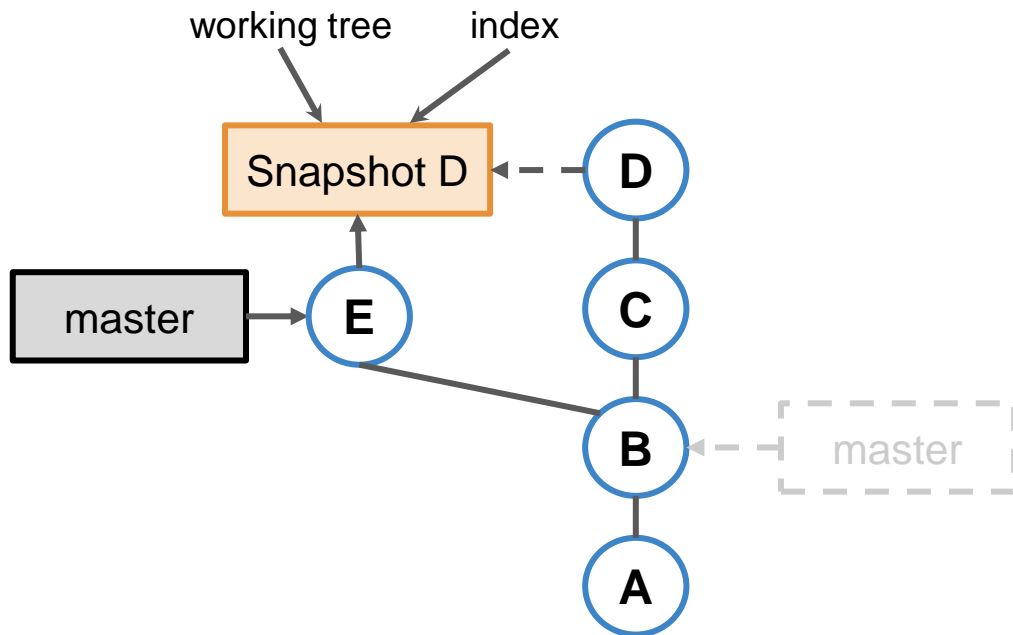 working tree
index
Snapshot D
D
master
E
C
B
master
A